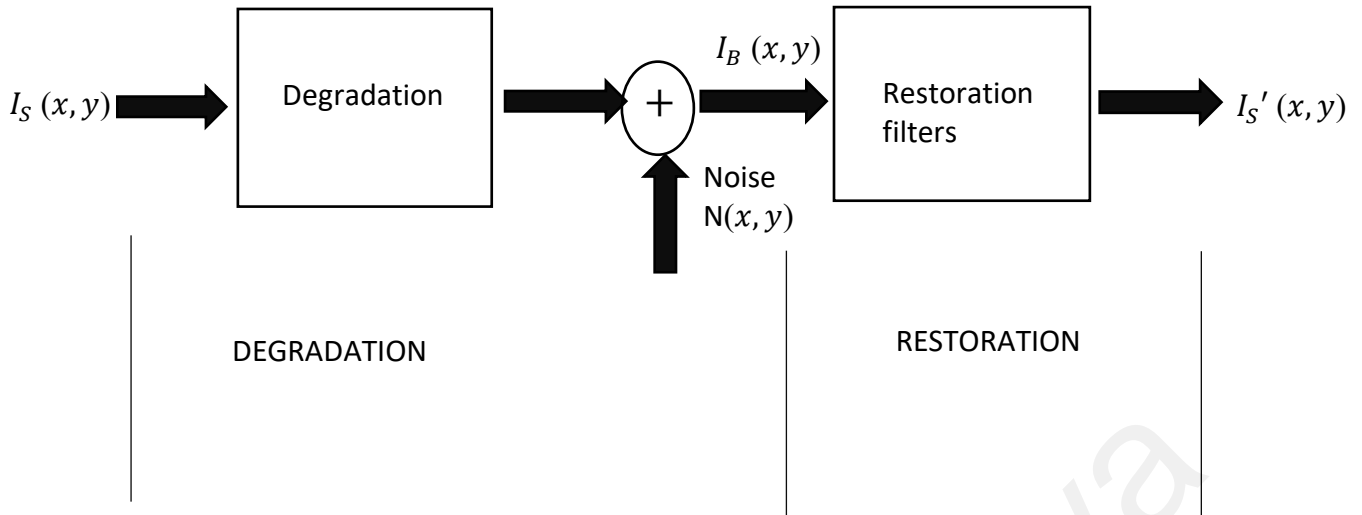 I_S (x, y)
Degradation
+
Noise
N(x, y)
I_B (x, y)
Restoration
filters
I_S′ (x, y)
DEGRADATION
RESTORATION